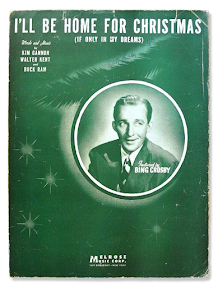 I'LL BE HOME FOR CHRISTMAS
(IF ONLY IN MY DREAMS)
Words and Music
by
KIM GANNON
WALTER KENT
and
BUCK RAM
Featured by
BING CROSBY
MELROSE
MUSIC CORP.